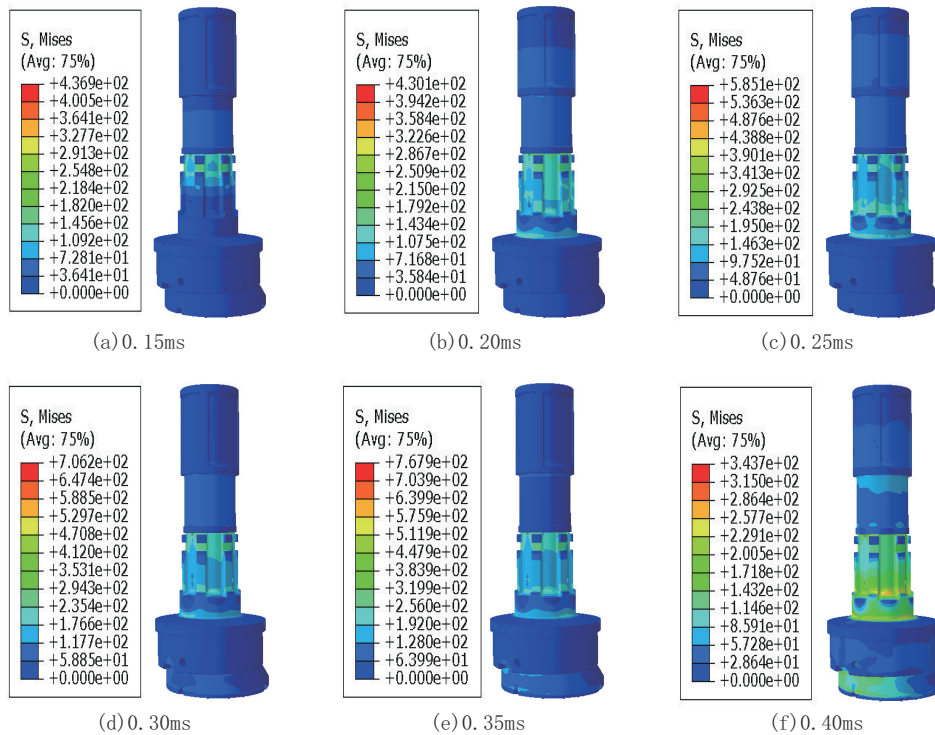 S, Mises
(Avg: 75%)
+4.369e+02
+4.005e+02
+3.641e+02
+3.277e+02
+2.913e+02
+2.548e+02
+2.184e+02
+1.820e+02
+1.456e+02
+1.092e+02
+7.281e+01
+3.641e+01
+0.000e+00
(a)0.15ms
S, Mises
(Avg: 75%)
+4.301e+02
+3.942e+02
+3.584e+02
+3.226e+02
+2.867e+02
+2.509e+02
+2.150e+02
+1.792e+02
+1.434e+02
+1.075e+02
+7.168e+01
+3.584e+01
+0.000e+00
(b)0.20ms
S, Mises
(Avg: 75%)
+5.851e+02
+5.363e+02
+4.876e+02
+4.388e+02
+3.901e+02
+3.413e+02
+2.925e+02
+2.438e+02
+1.950e+02
+1.463e+02
+9.752e+01
+4.876e+01
+0.000e+00
(c)0.25ms
S, Mises
(Avg: 75%)
+7.062e+02
+6.474e+02
+5.885e+02
+5.297e+02
+4.708e+02
+4.120e+02
+3.531e+02
+2.943e+02
+2.354e+02
+1.766e+02
+1.177e+02
+5.885e+01
+0.000e+00
(d)0.30ms
S, Mises
(Avg: 75%)
+7.679e+02
+7.039e+02
+6.399e+02
+5.759e+02
+5.119e+02
+4.479e+02
+3.839e+02
+3.199e+02
+2.560e+02
+1.920e+02
+1.280e+02
+6.399e+01
+0.000e+00
(e)0.35ms
S, Mises
(Avg: 75%)
+3.437e+02
+3.150e+02
+2.864e+02
+2.577e+02
+2.291e+02
+2.005e+02
+1.718e+02
+1.432e+02
+1.146e+02
+8.591e+01
+5.728e+01
+2.864e+01
+0.000e+00
(f)0.40ms